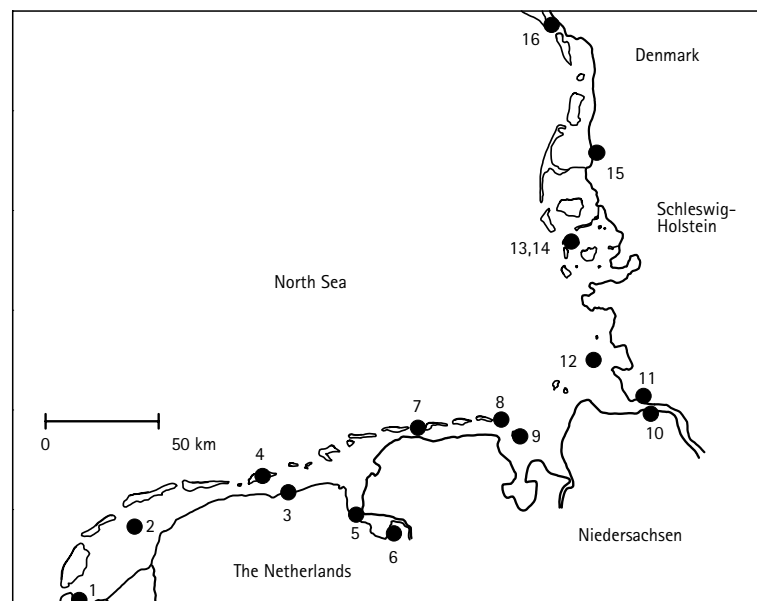 16
Denmark
15
Schleswig-
Holstein
13,14
North Sea
12
11
7
8
10
0
50 km
9
4
3
2
5
6
Niedersachsen
The Netherlands
1